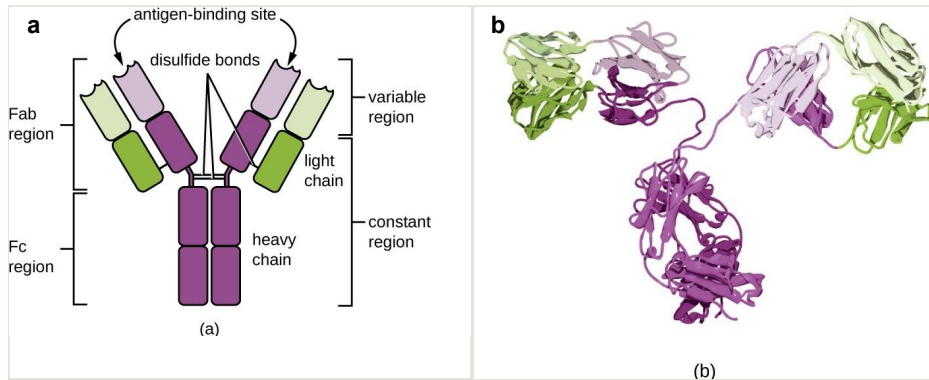 a
antigen-binding site
disulfide bonds
Fab
region
variable
region
light
chain
Fc
region
heavy
chain
constant
region
(a)
b
(b)